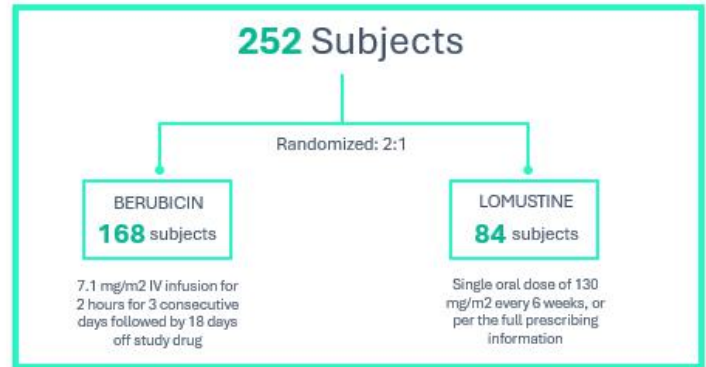 252 Subjects
Randomized: 2:1
BERUBICIN
168 subjects
7.1 mg/m2 IV infusion for
2 hours for 3 consecutive
days followed by 18 days
off study drug
LOMUSTINE
84 subjects
Single oral dose of 130
mg/m2 every 6 weeks, or
per the full prescribing
information